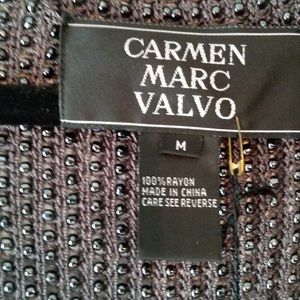 CARMEN
MARC
VALVO
M
100% RAYON
MADE IN CHINA
CARE SEE REVERSE